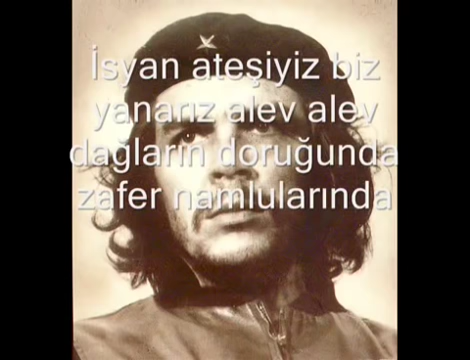 İsyan ateşiyiz biz
yanarız alev alev
dağların doruğunda
zafer namlularında